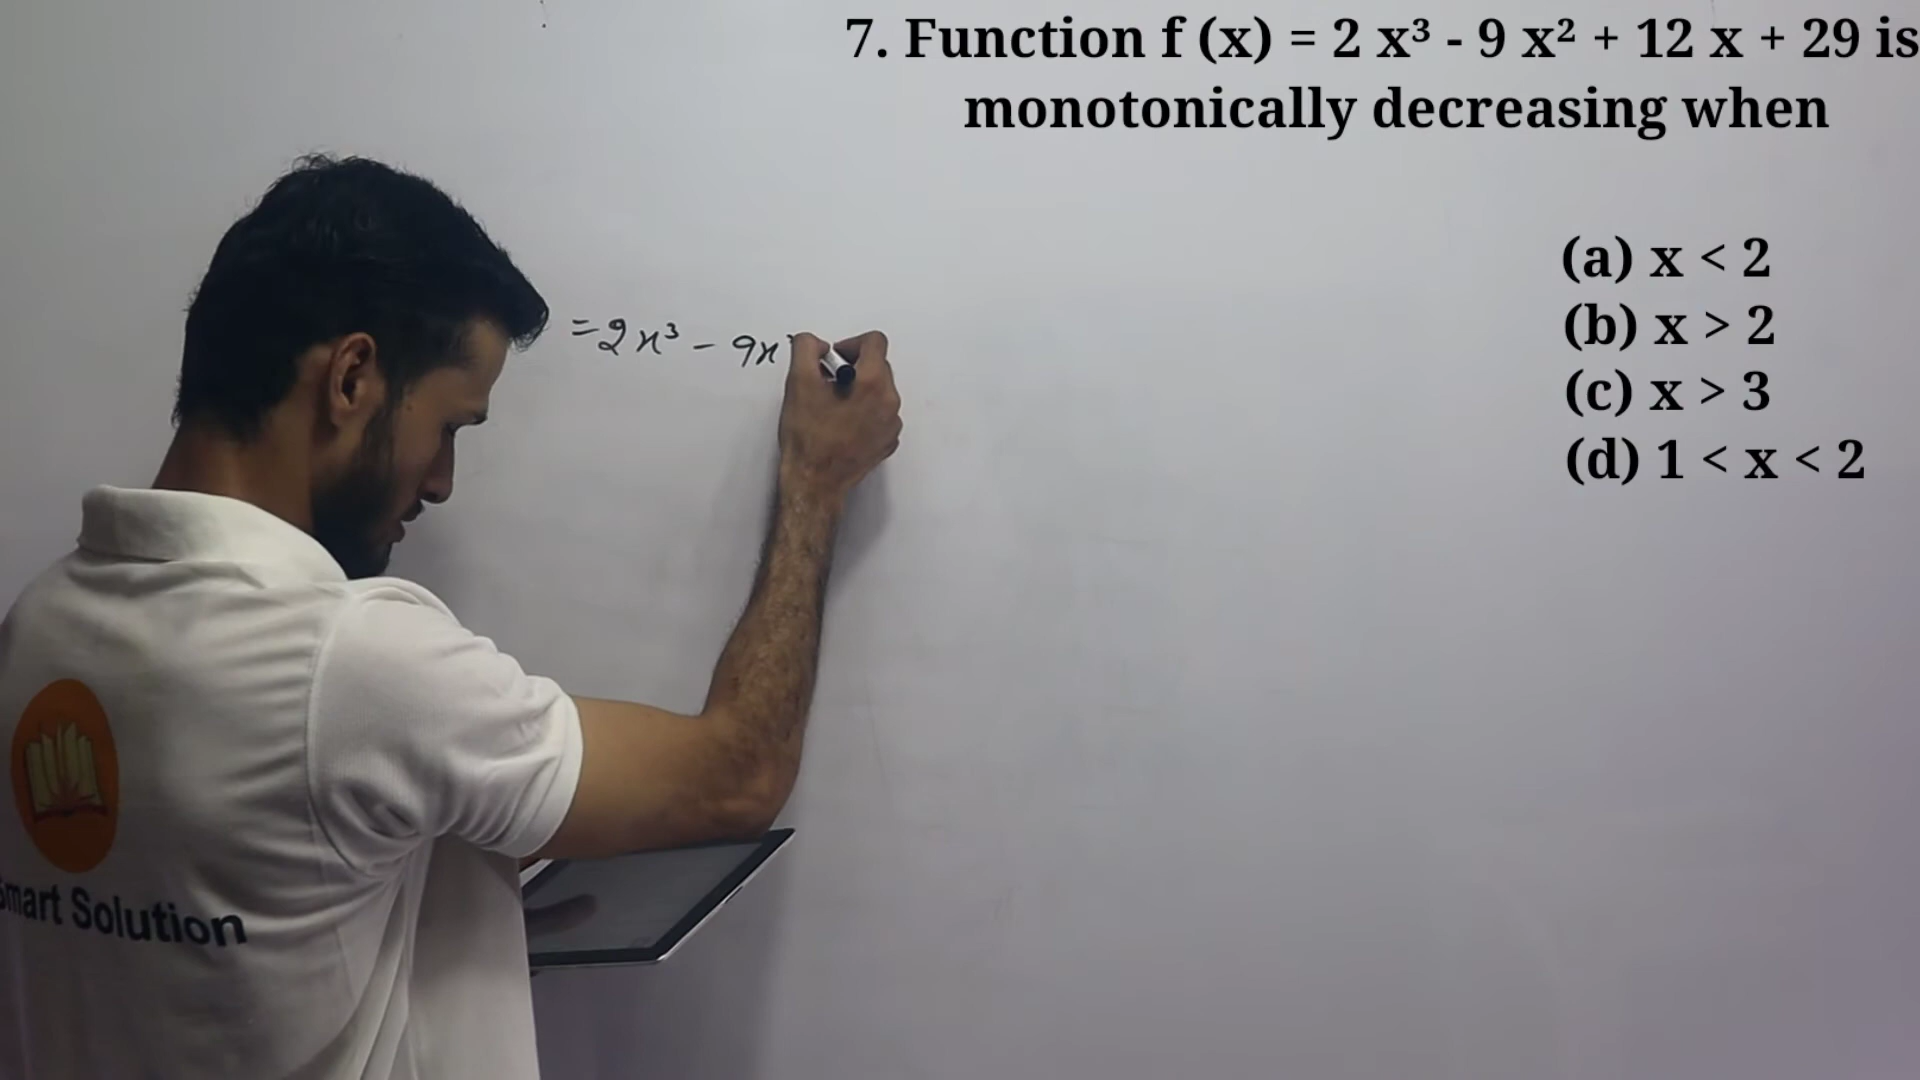 7. Function f (x) = 2 x³ - 9 x² + 12 x + 29 is
monotonically decreasing when
(a) x < 2
(b) x > 2
(c) x > 3
(d) 1 < x < 2
= 2x³ - 9x
Smart Solution